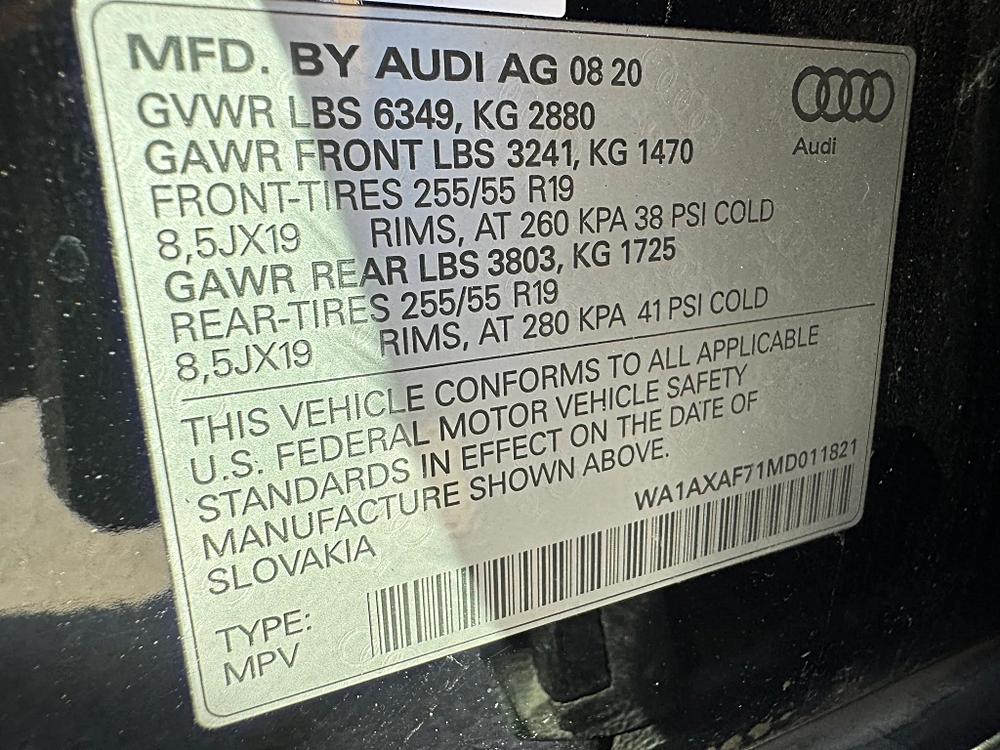 MFD. BY AUDI AG 08 20
GVWR LBS 6349, KG 2880
GAWR FRONT LBS 3241, KG 1470
FRONT-TIRES 255/55 R19
8,5JX19 RIMS, AT 260 KPA 38 PSI COLD
GAWR REAR LBS 3803, KG 1725
REAR-TIRES 255/55 R19
8,5JX19 RIMS, AT 280 KPA 41 PSI COLD
Audi
THIS VEHICLE CONFORMS TO ALL APPLICABLE
U.S. FEDERAL MOTOR VEHICLE SAFETY
STANDARDS IN EFFECT ON THE DATE OF
MANUFACTURE SHOWN ABOVE.
SLOVAKIA
WA1AXAF71MD011821
TYPE:
MPV